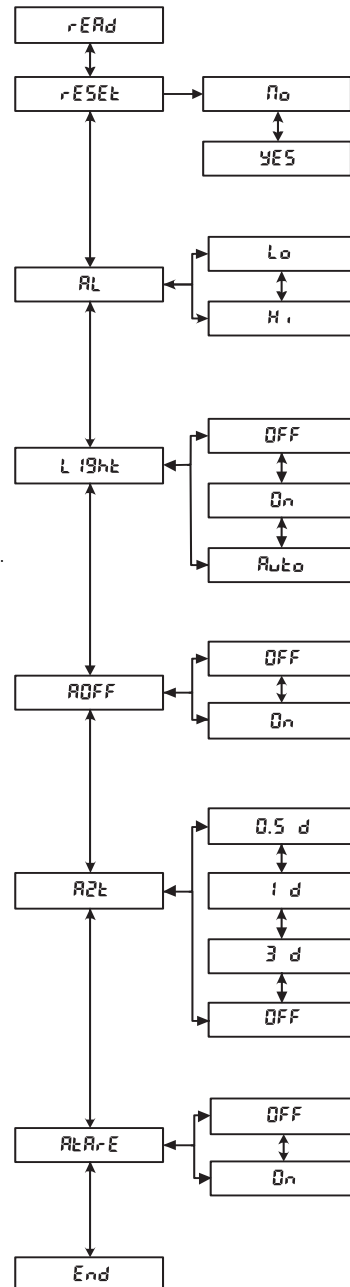 rEAd
rESEt
No
YES
AL
Lo
Hi
LIGht
OFF
On
Auto
AOFF
OFF
On
AZt
0.5 d
1 d
3 d
OFF
AtArE
OFF
On
End